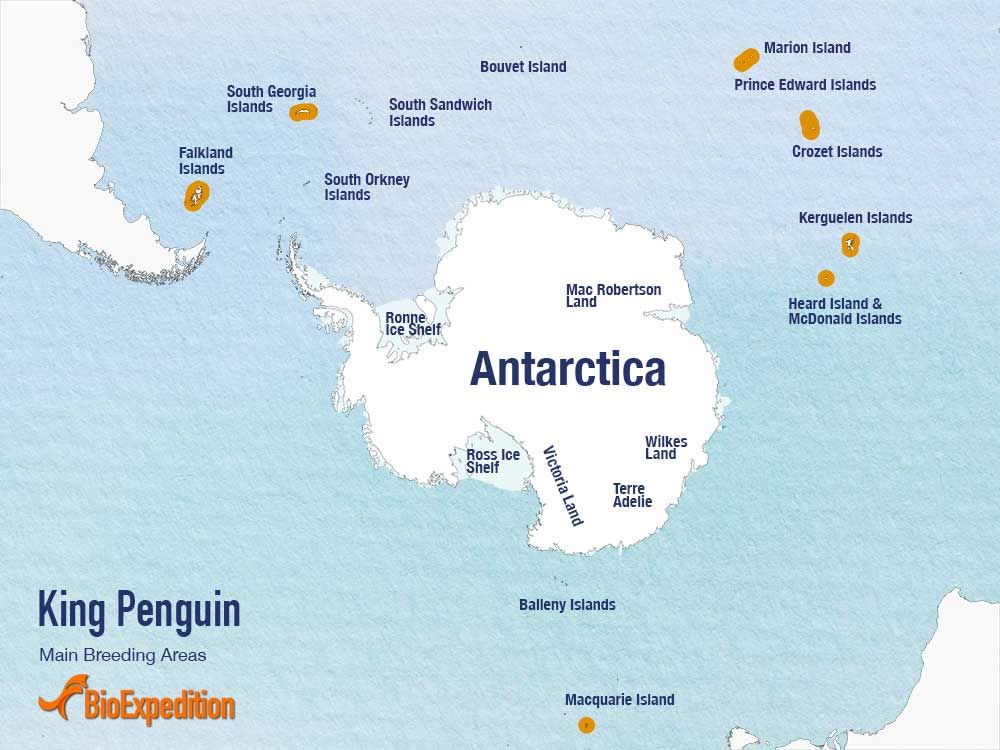 Marion Island
Bouvet Island
Prince Edward Islands
South Georgia
Islands
South Sandwich
Islands
Crozet Islands
Falkland
Islands
South Orkney
Islands
Kerguelen Islands
Mac Robertson
Land
Heard Island &
McDonald Islands
Ronne
Ice Shelf
Antarctica
Wilkes
Land
Ross Ice
Shelf
Victoria Land
Terre
Adelie
King Penguin
Balleny Islands
Main Breeding Areas
BioExpedition
Macquarie Island